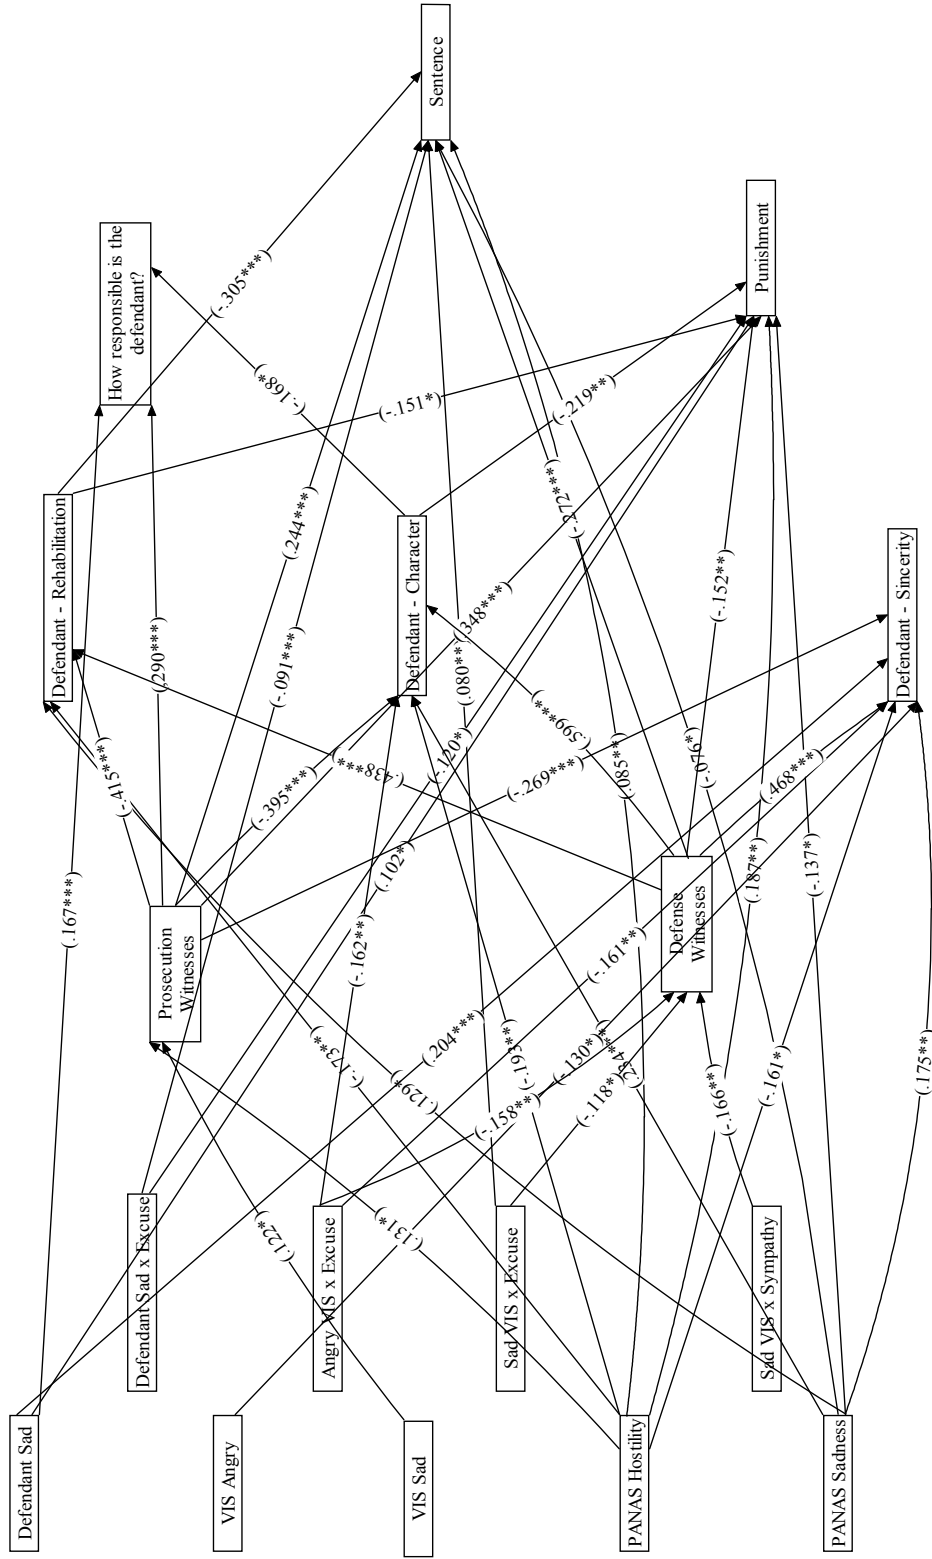 Defendant Sad
Defendant - Rehabilitation
(.167***)
(-.415***)
How responsible is the
defendant?
Defendant Sad x Excuse
Prosecution
Witnesses
(.290***)
VIS Angry
(-.305***)
(.122*)
(-.168*)
(.244***)
(-.091***)
(-.395***)
Angry VIS x Excuse
(-.173**)
(-.162**)
(.438***)
VIS Sad
(.131*)
(.129*)
(.102*)
Defendant - Character
(-.151*)
Sentence
(.204***)
(-.120*)
(.080**)
(.348***)
Sad VIS x Excuse
(-.158**)
(-.193**)
(-.269***)
(.599***)
(-.272***)
(-.219**)
(-.130*)
(-.118*)
(-.161**)
(.085**)
PANAS Hostility
Defense
Witnesses
(-.076*)
(-.152**)
(-.166**)
(.187**)
Sad VIS x Sympathy
Punishment
(-.161*)
(.468***)
(-.137*)
PANAS Sadness
Defendant - Sincerity
(.175**)